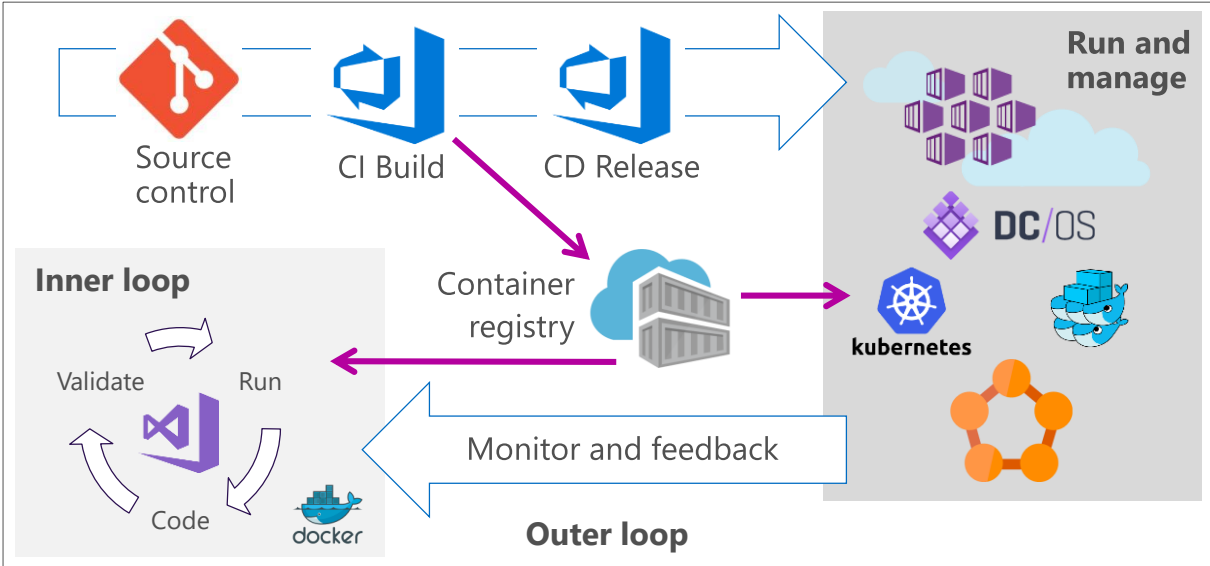 Run and
manage
Source
control
CI Build
CD Release
DC/OS
Inner loop
Container
registry
kubernetes
Validate
Run
Monitor and feedback
Code
docker
Outer loop